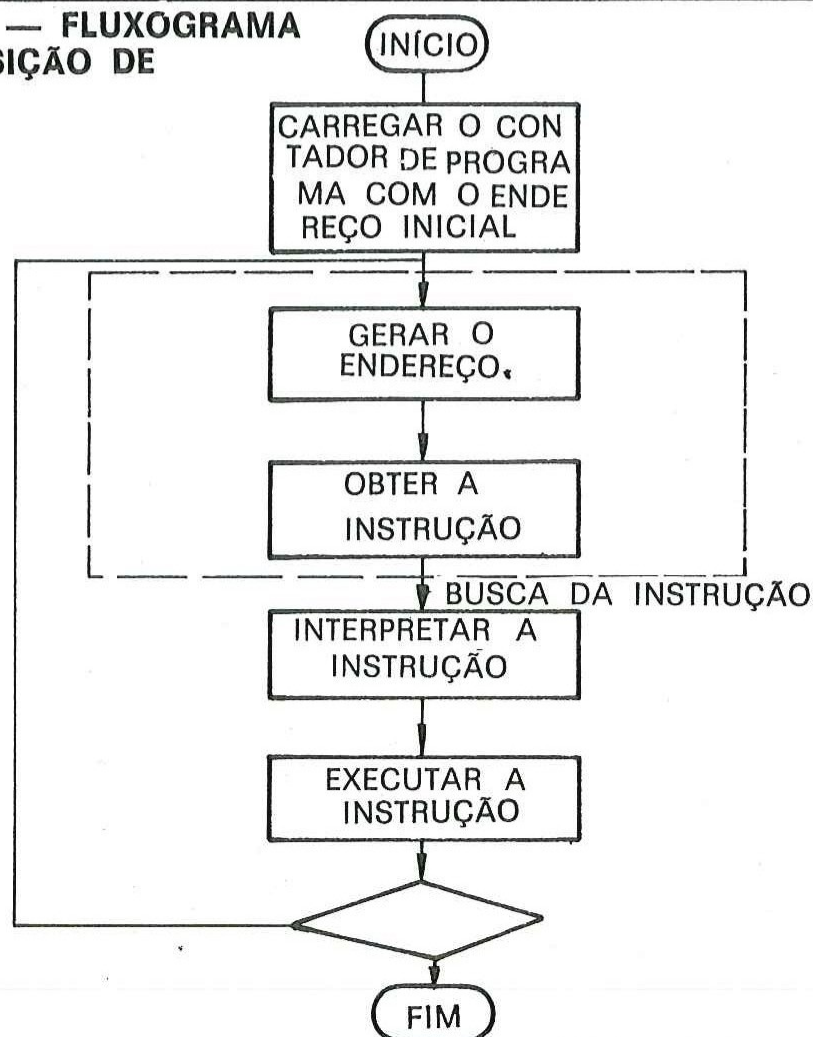 — FLUXOGRAMA
SIÇÃO DE
INÍCIO
CARREGAR O CON
TADOR DE PROGRA
MA COM O ENDE
REÇO INICIAL
GERAR O
ENDEREÇO.
OBTER A
INSTRUÇÃO
BUSCA DA INSTRUÇÃO
INTERPRETAR A
INSTRUÇÃO
EXECUTAR A
INSTRUÇÃO
FIM